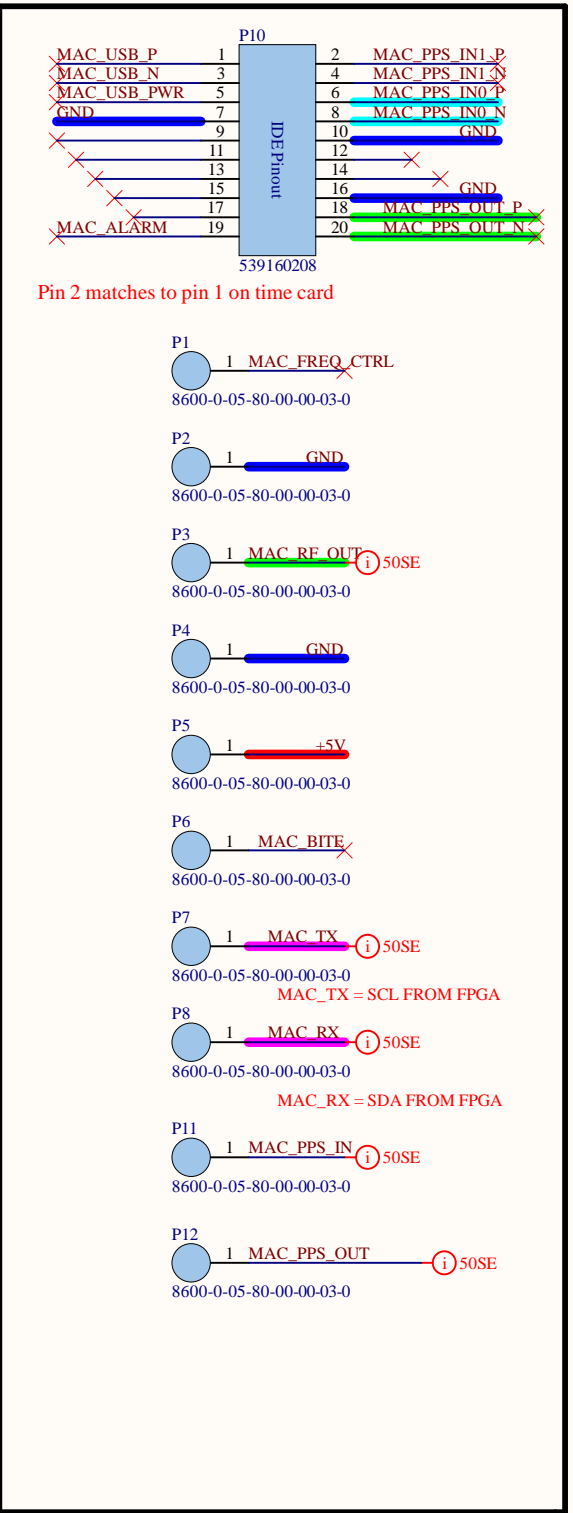 P10
MAC_USB_P 1 2 MAC_PPS_IN1_P
MAC_USB_N 3 4 MAC_PPS_IN1_N
MAC_USB_PWR 5 6 MAC_PPS_IN0_P
GND 7 8 MAC_PPS_IN0_N
9 10 GND
11 12
13 14
15 16 GND
17 18 MAC_PPS_OUT_P
MAC_ALARM 19 20 MAC_PPS_OUT_N
IDE Pinout
539160208
Pin 2 matches to pin 1 on time card
P1
1 MAC_FREQ_CTRL
8600-0-05-80-00-00-03-0
P2
1 GND
8600-0-05-80-00-00-03-0
P3
1 MAC_RF_OUT i 50SE
8600-0-05-80-00-00-03-0
P4
1 GND
8600-0-05-80-00-00-03-0
P5
1 +5V
8600-0-05-80-00-00-03-0
P6
1 MAC_BITE
8600-0-05-80-00-00-03-0
P7
1 MAC_TX i 50SE
8600-0-05-80-00-00-03-0
MAC_TX = SCL FROM FPGA
P8
1 MAC_RX i 50SE
8600-0-05-80-00-00-03-0
MAC_RX = SDA FROM FPGA
P11
1 MAC_PPS_IN i 50SE
8600-0-05-80-00-00-03-0
P12
1 MAC_PPS_OUT i 50SE
8600-0-05-80-00-00-03-0